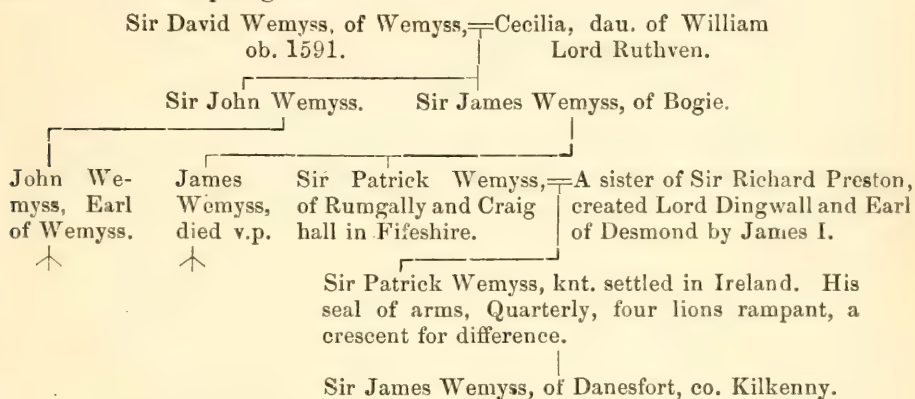 Sir David Wemyss, of Wemyss,
ob. 1591.
Cecilia, dau. of William
Lord Ruthven.
Sir John Wemyss.
Sir James Wemyss, of Bogie.
John We-
myss, Earl
of Wemyss.
James
Wemyss,
died v.p.
Sir Patrick Wemyss,
of Rumgally and Craig
hall in Fifeshire.
A sister of Sir Richard Preston,
created Lord Dingwall and Earl
of Desmond by James I.
Sir Patrick Wemyss, knt. settled in Ireland. His
seal of arms, Quarterly, four lions rampant, a
crescent for difference.
Sir James Wemyss, of Danesfort, co. Kilkenny.